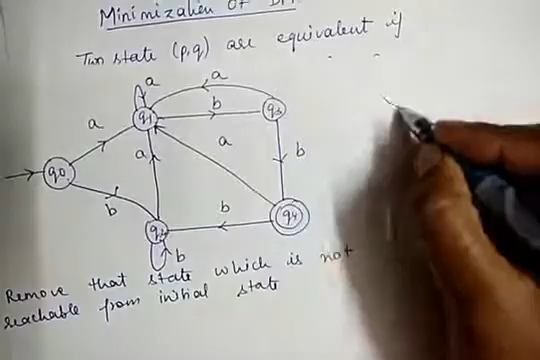 Minimization Of DFA
Two state (p,q) are equivalent if
a
a
q1
b
q3
a
a
a
b
q0
b
b
q4
q2
b
Remove that state which is not
reachable from initial state